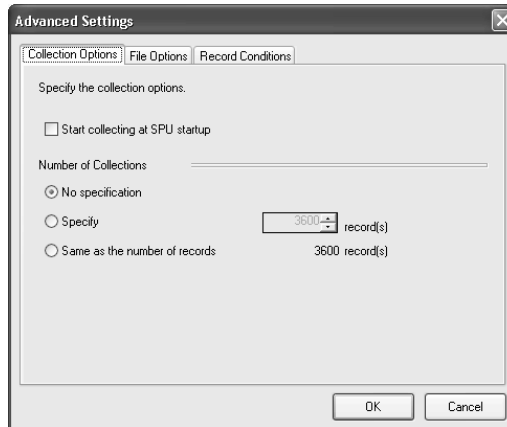 Advanced Settings
Collection Options File Options Record Conditions
Specify the collection options.
Start collecting at SPU startup
Number of Collections
No specification
Specify 3600 record(s)
Same as the number of records 3600 record(s)
OK Cancel